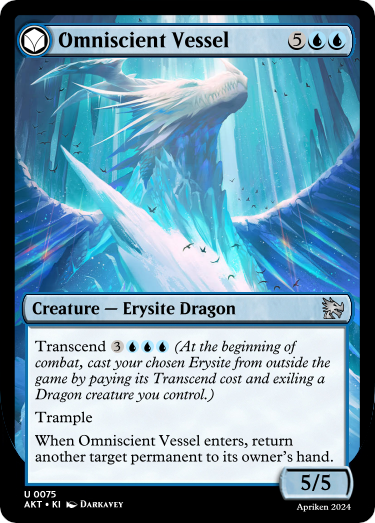 Omniscient Vessel 5
Creature — Erysite Dragon
Transcend 3 (At the beginning of
combat, cast your chosen Erysite from outside the
game by paying its Transcend cost and exiling a
Dragon creature you control.)
Trample
When Omniscient Vessel enters, return
another target permanent to its owner's hand.
5/5
U 0075
AKT • KI Darkavey
Apriken 2024